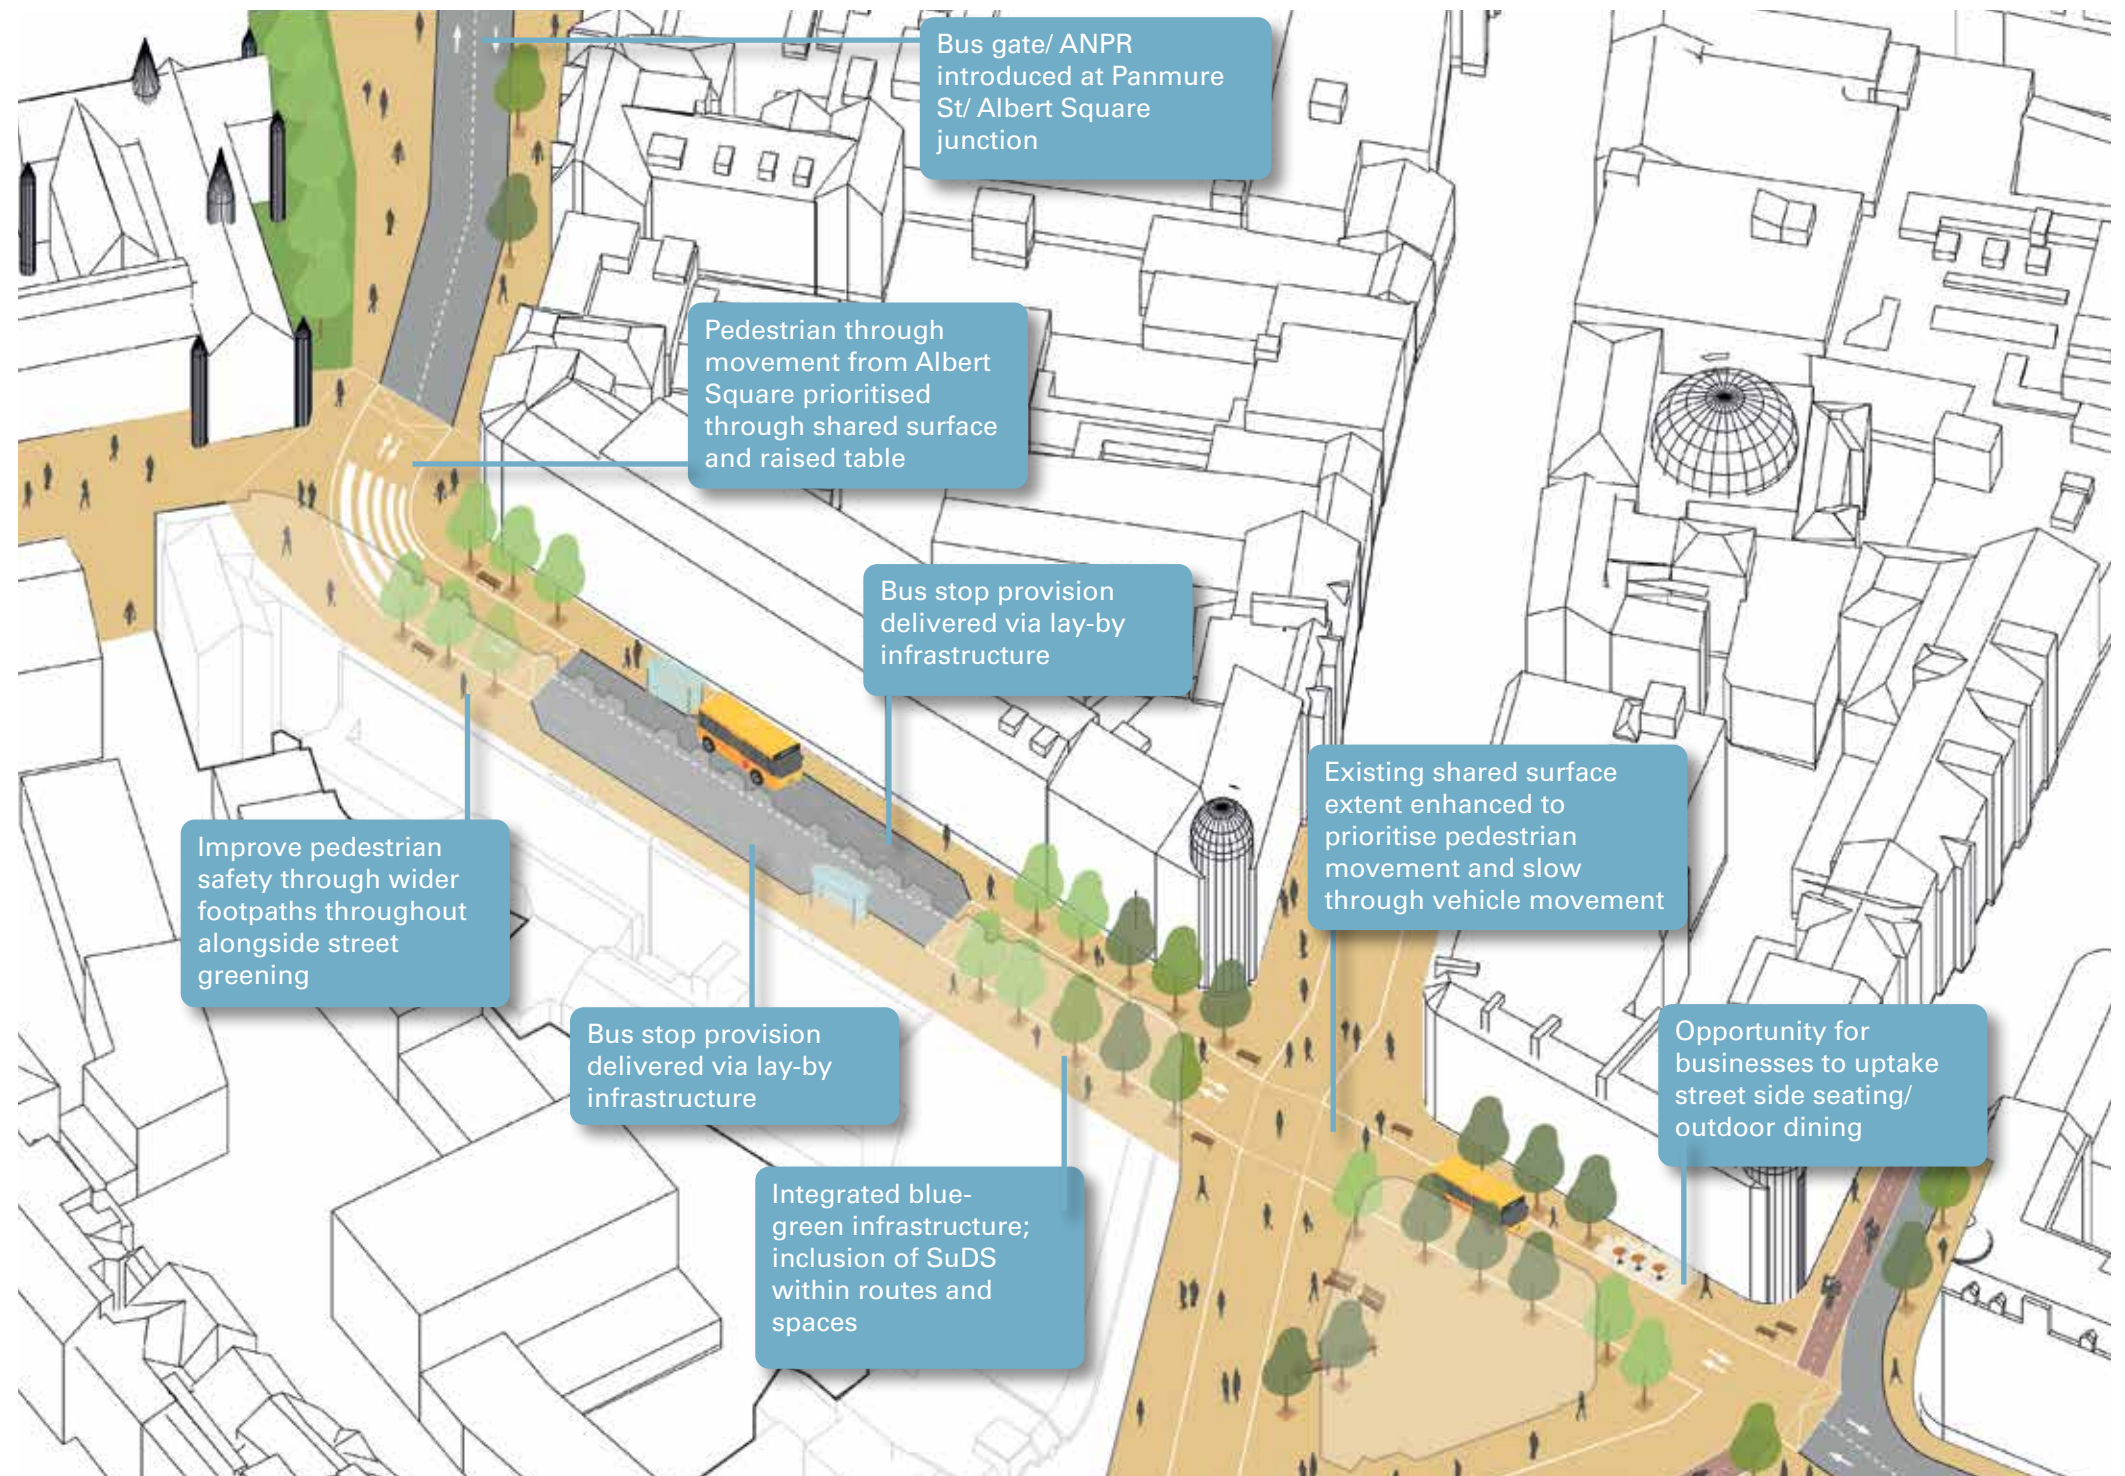 Bus gate/ ANPR
introduced at Panmure
St/ Albert Square
junction
Pedestrian through
movement from Albert
Square prioritised
through shared surface
and raised table
Bus stop provision
delivered via lay-by
infrastructure
Existing shared surface
extent enhanced to
prioritise pedestrian
movement and slow
through vehicle movement
Improve pedestrian
safety through wider
footpaths throughout
alongside street
greening
Bus stop provision
delivered via lay-by
infrastructure
Opportunity for
businesses to uptake
street side seating/
outdoor dining
Integrated blue-
green infrastructure;
inclusion of SuDS
within routes and
spaces